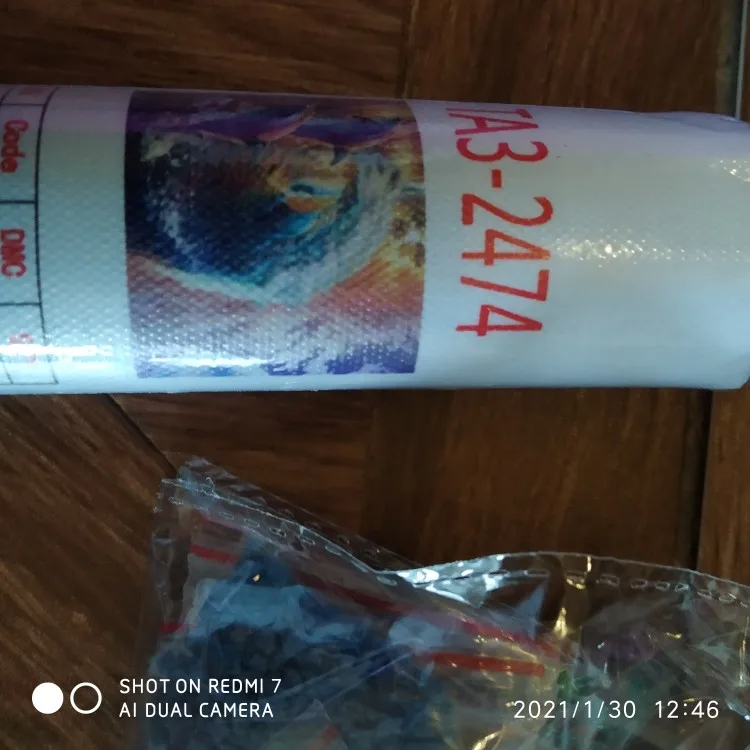 TA3-2474
Code
DMC
SHOT ON REDMI 7
AI DUAL CAMERA
2021/1/30 12:46